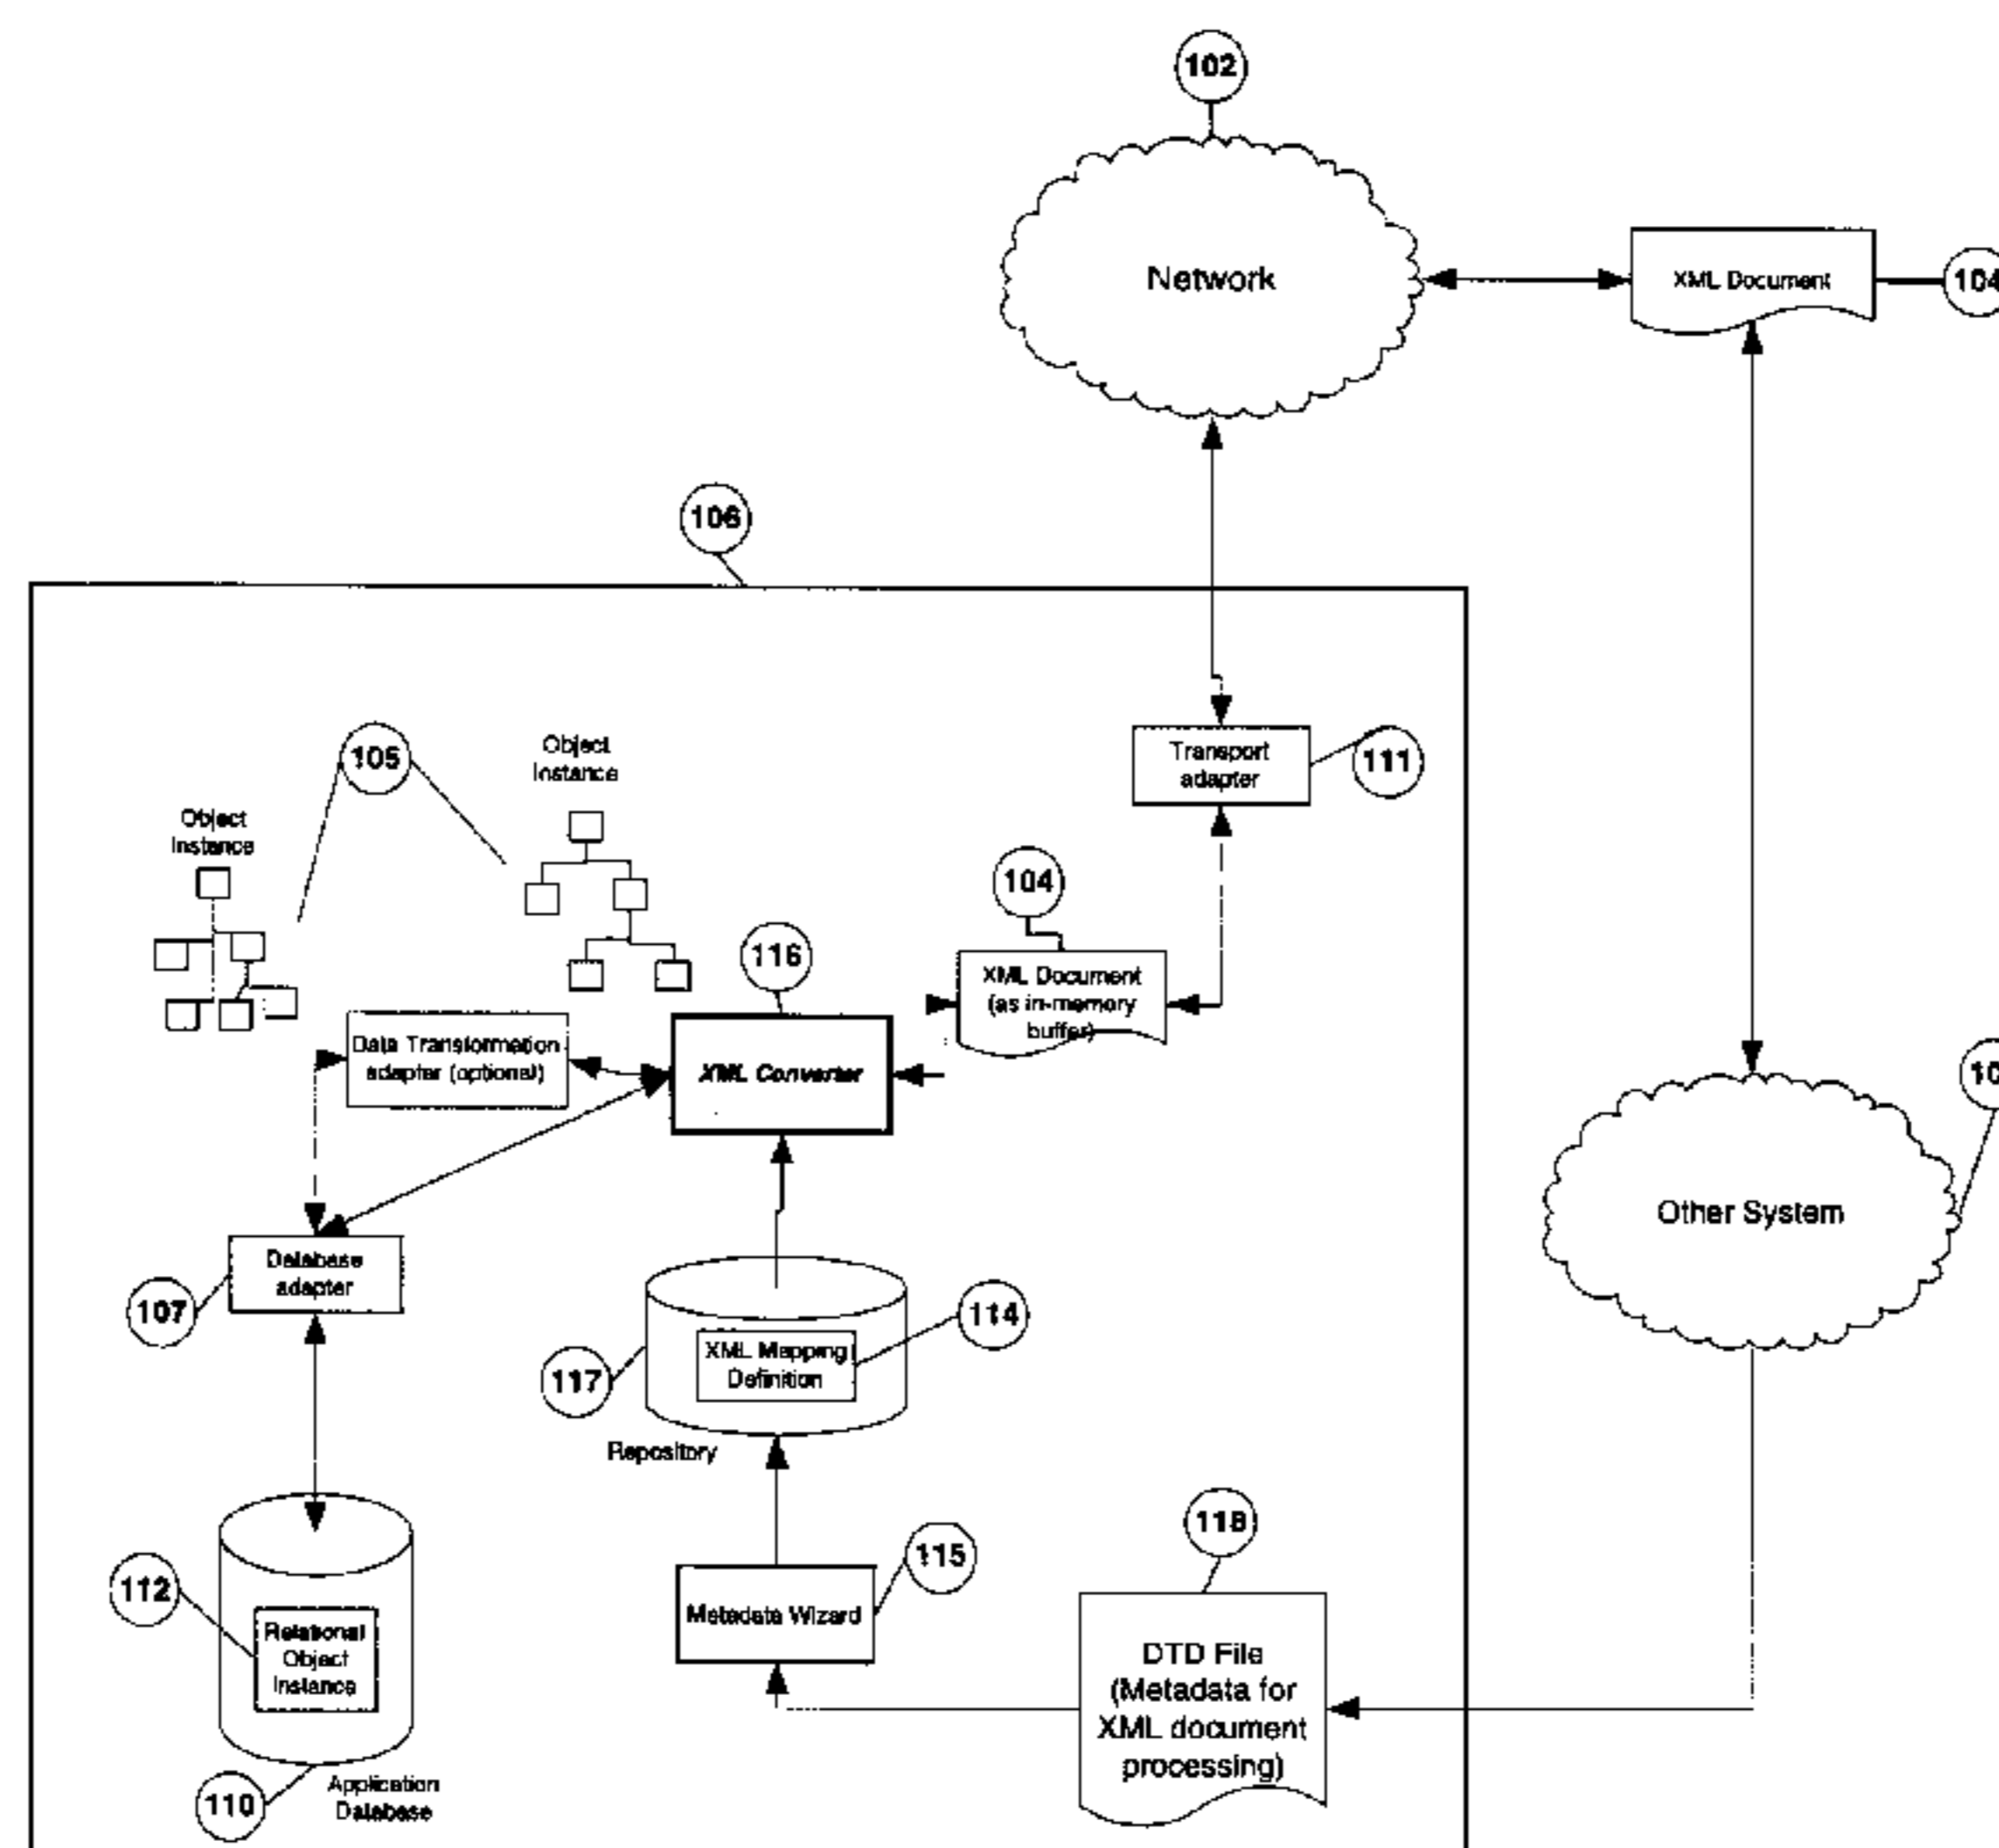 102
Network
XML Document
104
106
105
Object
Instance
Object
Instance
Transport
adapter
111
104
XML Document
(as in-memory
buffer)
116
Data Transformation
adapter (optional)
XML Converter
Other System
Database
adapter
107
XML Mapping
Definition
114
117
Repository
118
115
112
Metadata Wizard
Relational
Object
Instance
DTD File
(Metadata for
XML document
processing)
Application
Database
110